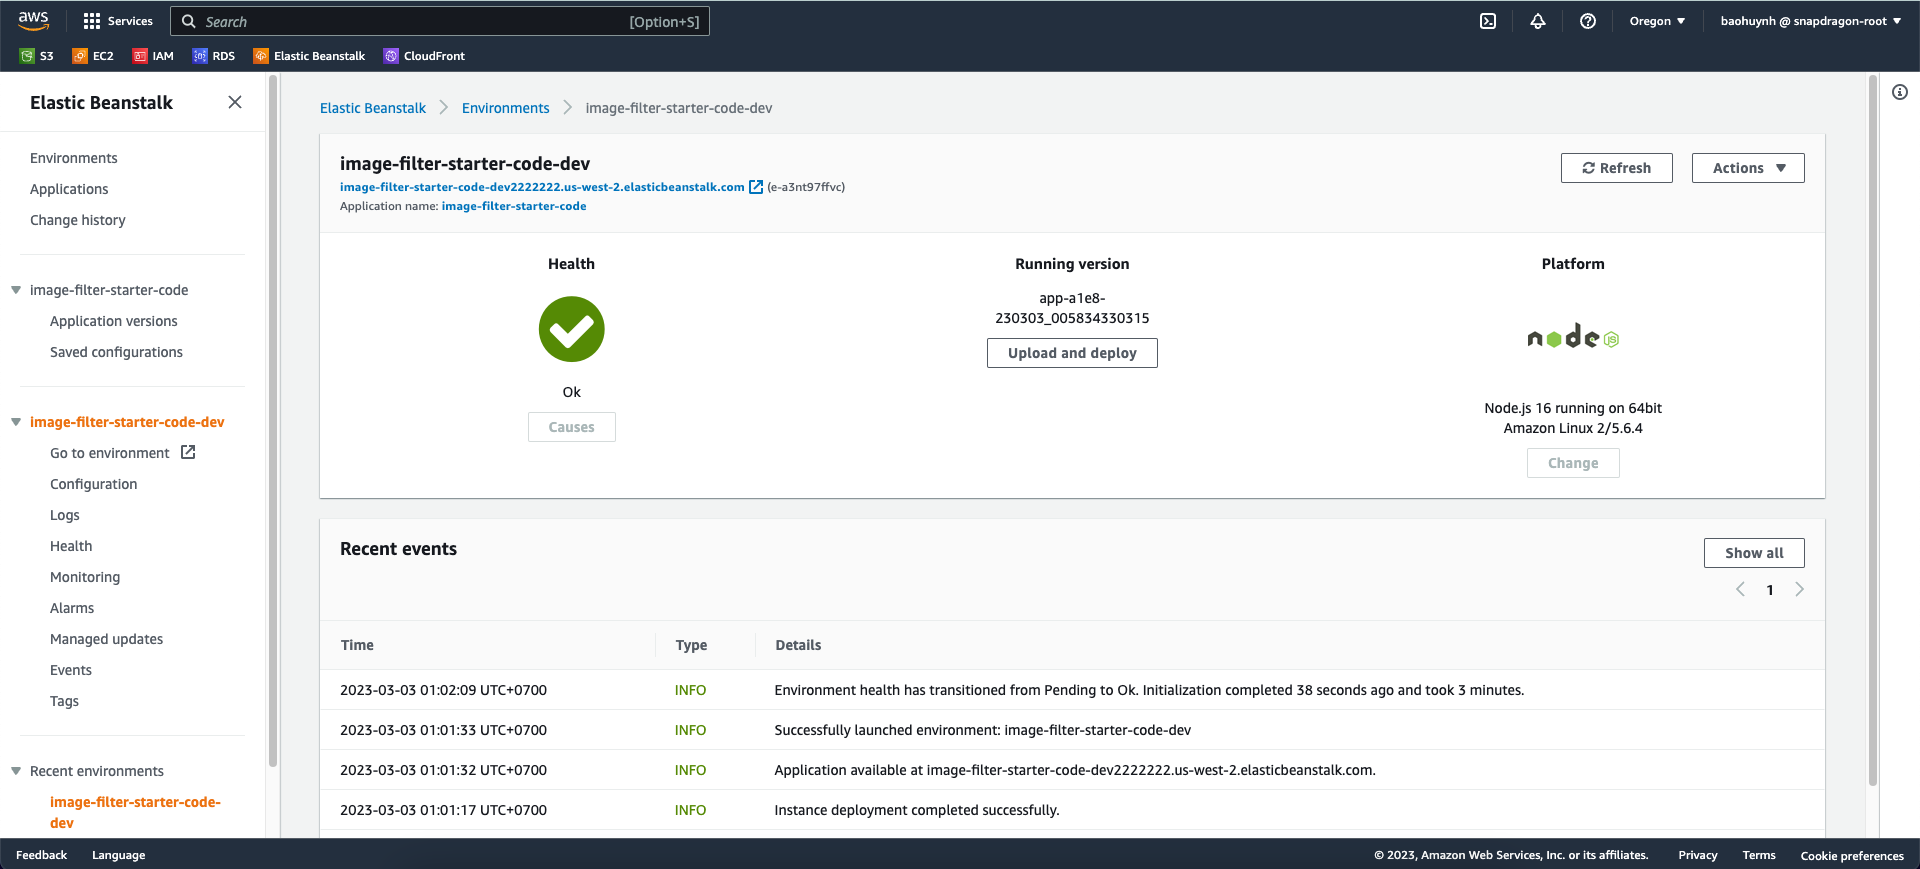 aws
Services
Search
[Option+S]
Oregon
baohuynh @ snapdragon-root
S3
EC2
IAM
RDS
Elastic Beanstalk
CloudFront
Elastic Beanstalk
Environments
Applications
Change history
image-filter-starter-code
Application versions
Saved configurations
image-filter-starter-code-dev
Go to environment
Configuration
Logs
Health
Monitoring
Alarms
Managed updates
Events
Tags
Recent environments
image-filter-starter-code-
dev
Elastic Beanstalk
Environments
image-filter-starter-code-dev
image-filter-starter-code-dev
image-filter-starter-code-dev2222222.us-west-2.elasticbeanstalk.com (e-a3nt97ffvc)
Application name: image-filter-starter-code
Refresh
Actions
Health
Ok
Causes
Running version
app-a1e8-
230303_005834330315
Upload and deploy
Platform
node JS
Node.js 16 running on 64bit
Amazon Linux 2/5.6.4
Change
Recent events
Show all
1
Time Type Details
2023-03-03 01:02:09 UTC+0700 INFO Environment health has transitioned from Pending to Ok. Initialization completed 38 seconds ago and took 3 minutes.
2023-03-03 01:01:33 UTC+0700 INFO Successfully launched environment: image-filter-starter-code-dev
2023-03-03 01:01:32 UTC+0700 INFO Application available at image-filter-starter-code-dev2222222.us-west-2.elasticbeanstalk.com.
2023-03-03 01:01:17 UTC+0700 INFO Instance deployment completed successfully.
Feedback
Language
© 2023, Amazon Web Services, Inc. or its affiliates.
Privacy
Terms
Cookie preferences